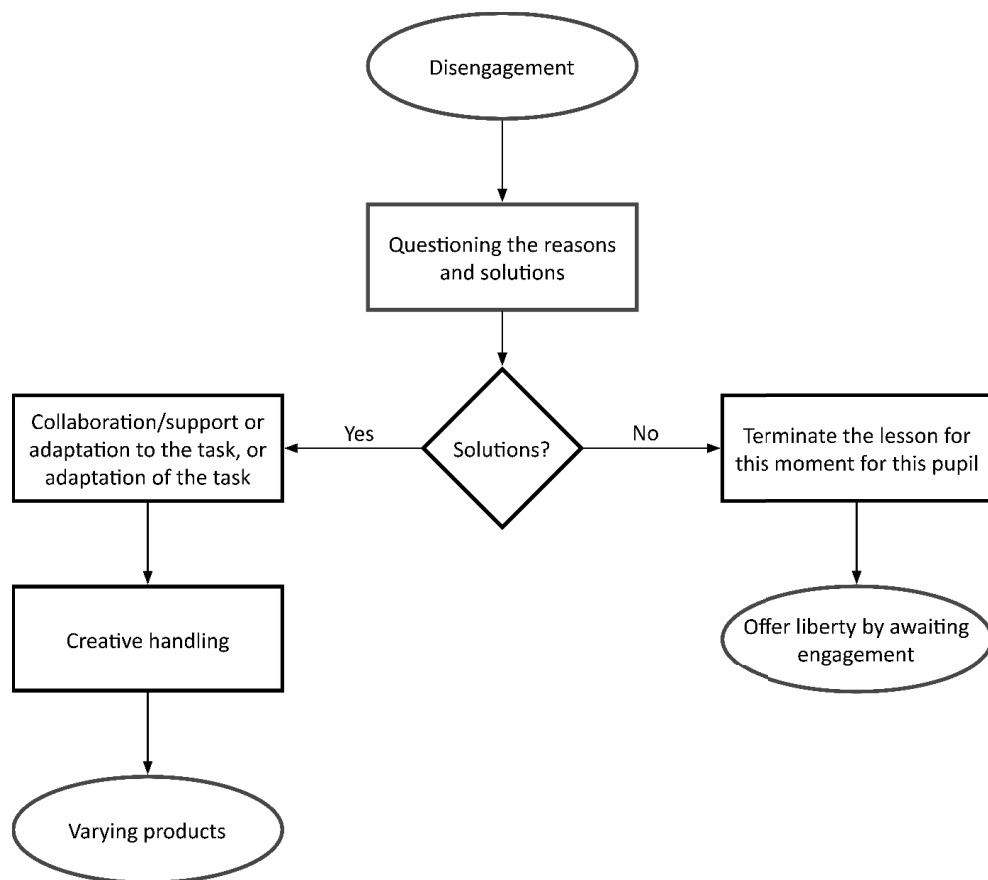 Disengagement
Questioning the reasons
and solutions
Solutions?
Yes
No
Collaboration/support or
adaptation to the task, or
adaptation of the task
Terminate the lesson for
this moment for this pupil
Creative handling
Offer liberty by awaiting
engagement
Varying products